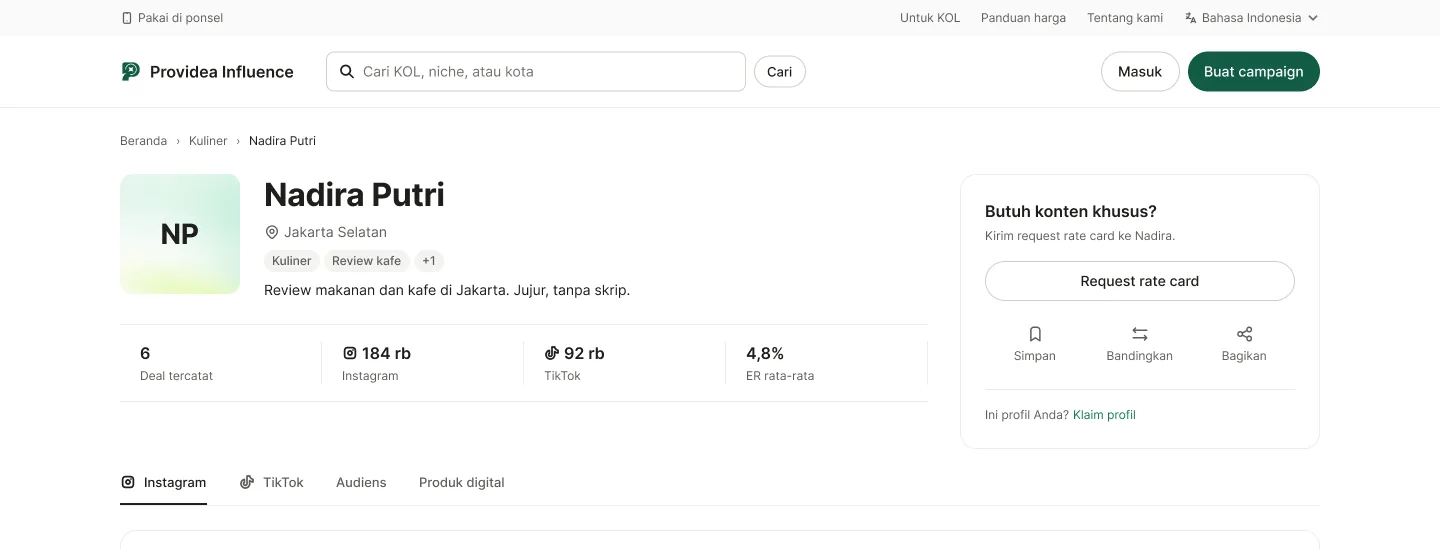 Pakai di ponsel
Untuk KOL Panduan harga Tentang kami Bahasa Indonesia
Providea Influence
Cari KOL, niche, atau kota
Cari
Masuk
Buat campaign
Beranda › Kuliner › Nadira Putri
NP
Nadira Putri
Jakarta Selatan
Kuliner Review kafe +1
Review makanan dan kafe di Jakarta. Jujur, tanpa skrip.
6
Deal tercatat
184 rb
Instagram
92 rb
TikTok
4,8%
ER rata-rata
Butuh konten khusus?
Kirim request rate card ke Nadira.
Request rate card
Simpan Bandingkan Bagikan
Ini profil Anda? Klaim profil
Instagram TikTok Audiens Produk digital